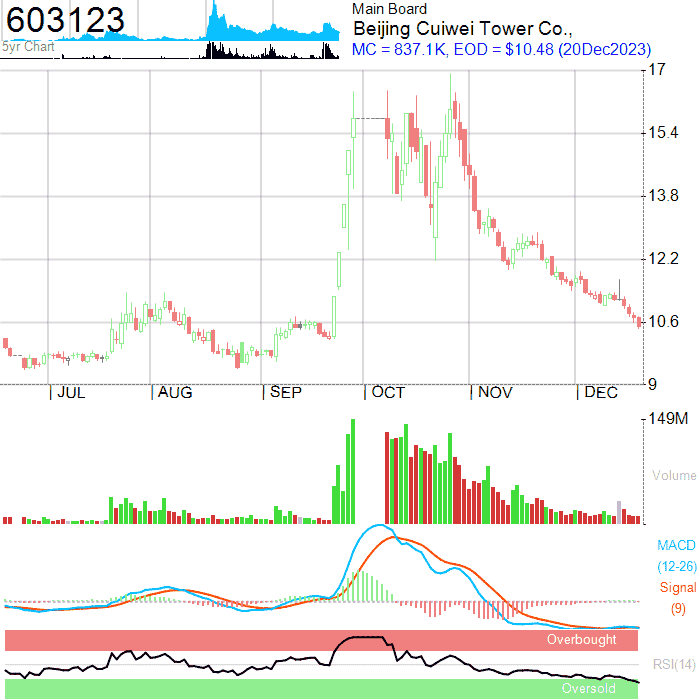 603123
5yr Chart
Main Board
Beijing Cuiwei Tower Co.,
MC = 837.1K, EOD = $10.48 (20Dec2023)
17
15.4
13.8
12.2
10.6
9
JUL AUG SEP OCT NOV DEC
149M
Volume
MACD
(12-26)
Signal
(9)
Overbought
RSI(14)
Oversold